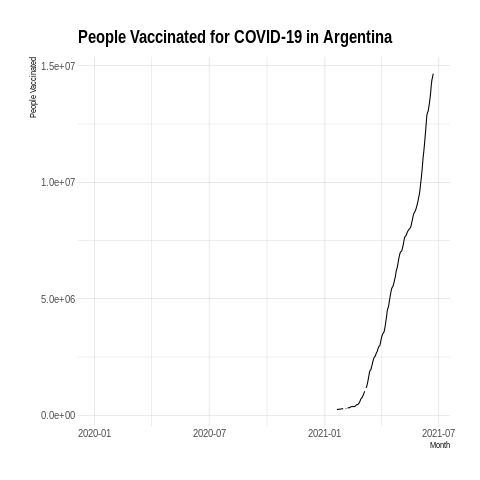 People Vaccinated for COVID-19 in Argentina
People Vaccinated
1.5e+07
1.0e+07
5.0e+06
0.0e+00
2020-01
2020-07
2021-01
2021-07
Month